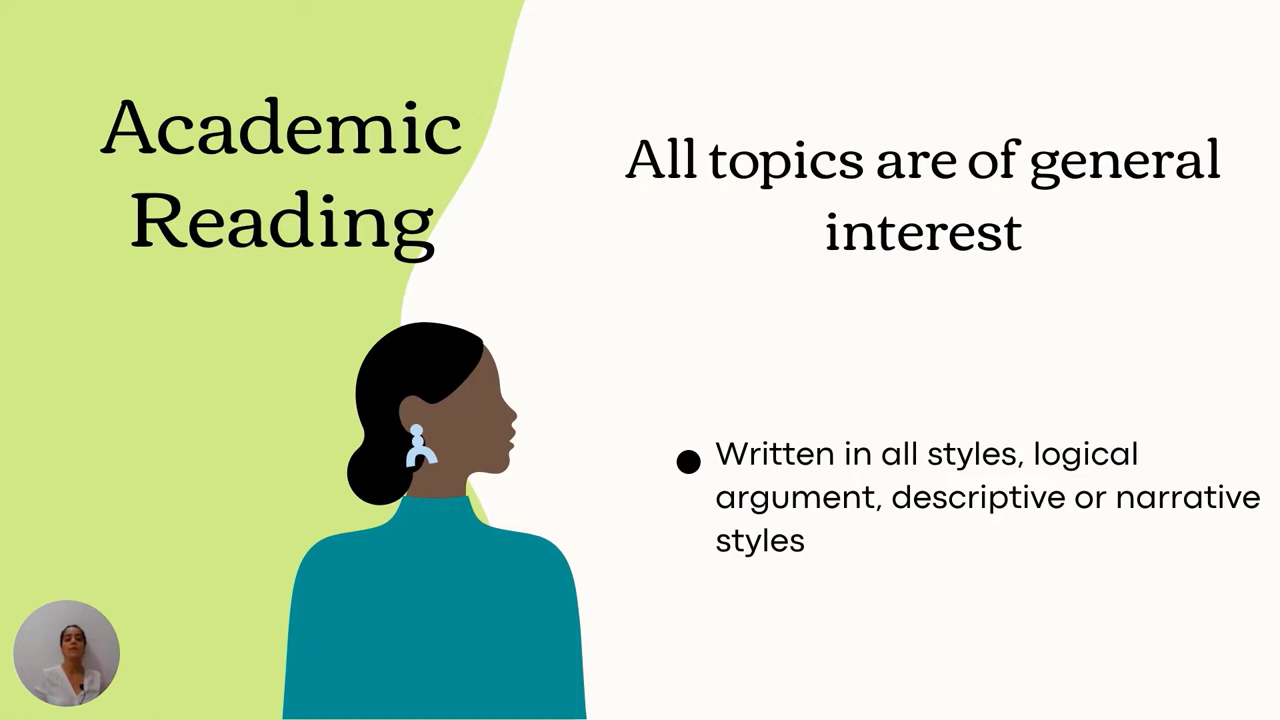 Academic
Reading
All topics are of general
interest
Written in all styles, logical
argument, descriptive or narrative
styles